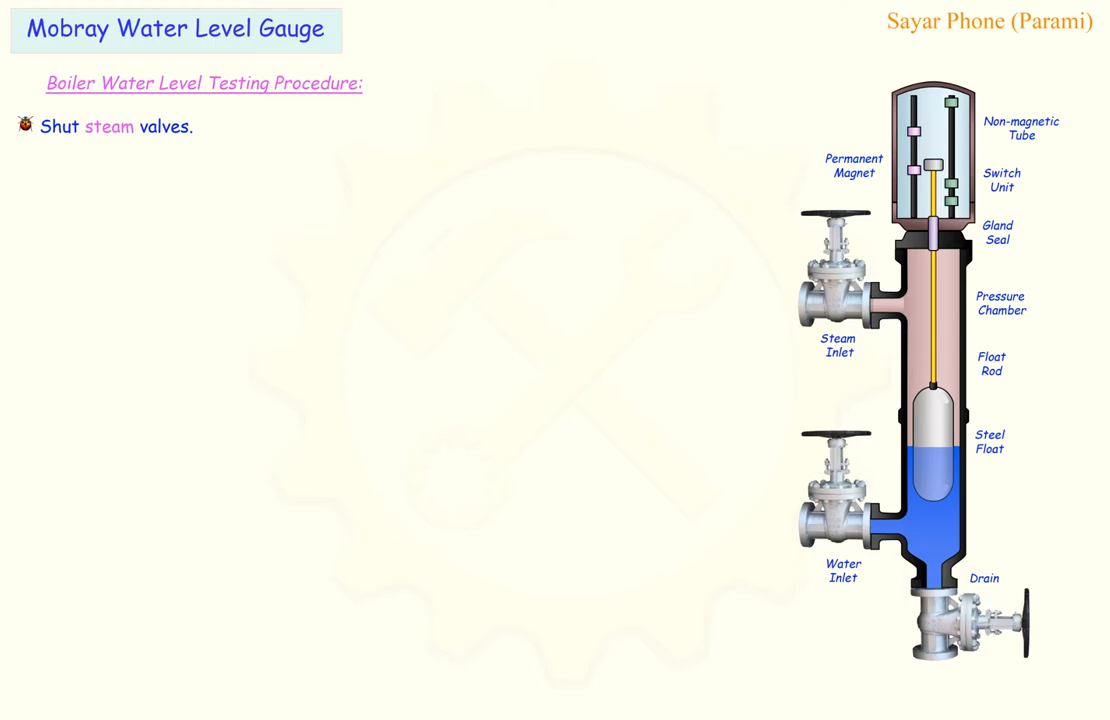 Mobray Water Level Gauge
Sayar Phone (Parami)
Boiler Water Level Testing Procedure:
Shut steam valves.
Non-magnetic
Tube
Permanent
Magnet
Switch
Unit
Gland
Seal
Pressure
Chamber
Steam
Inlet
Float
Rod
Steel
Float
Water
Inlet
Drain